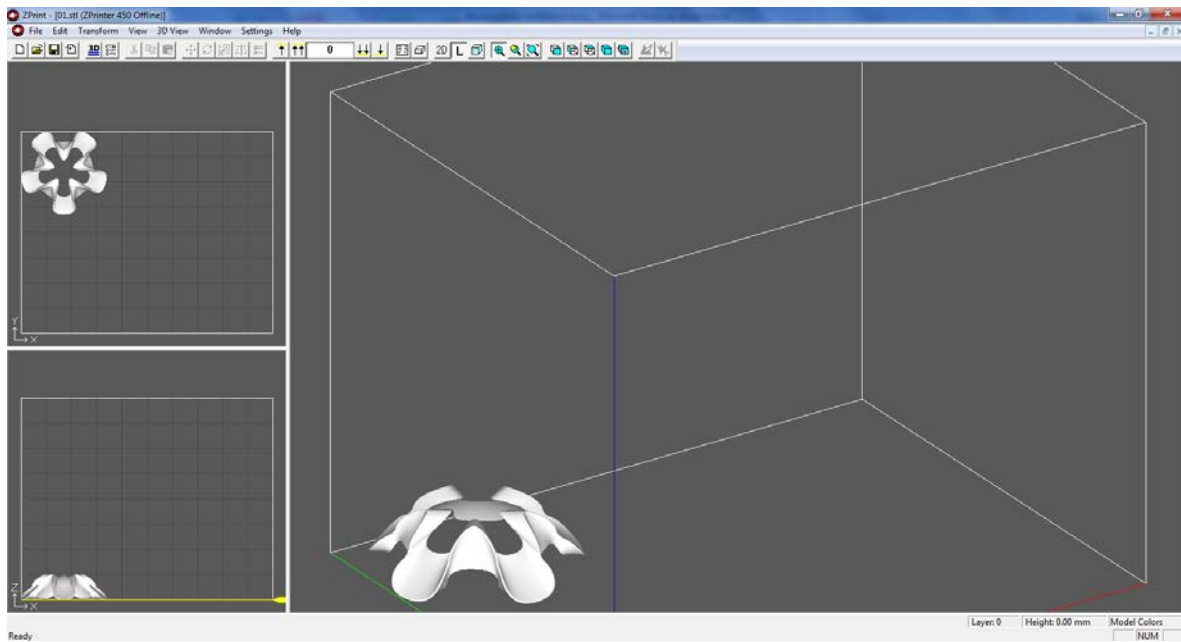 ZPrint - [01.stl (ZPrinter 450 Offline)]
File Edit Transform View 3D View Window Settings Help
3D 0 2D L
Y
X
Z
X
Layer: 0 Height: 0.00 mm Model Colors
Ready NUM